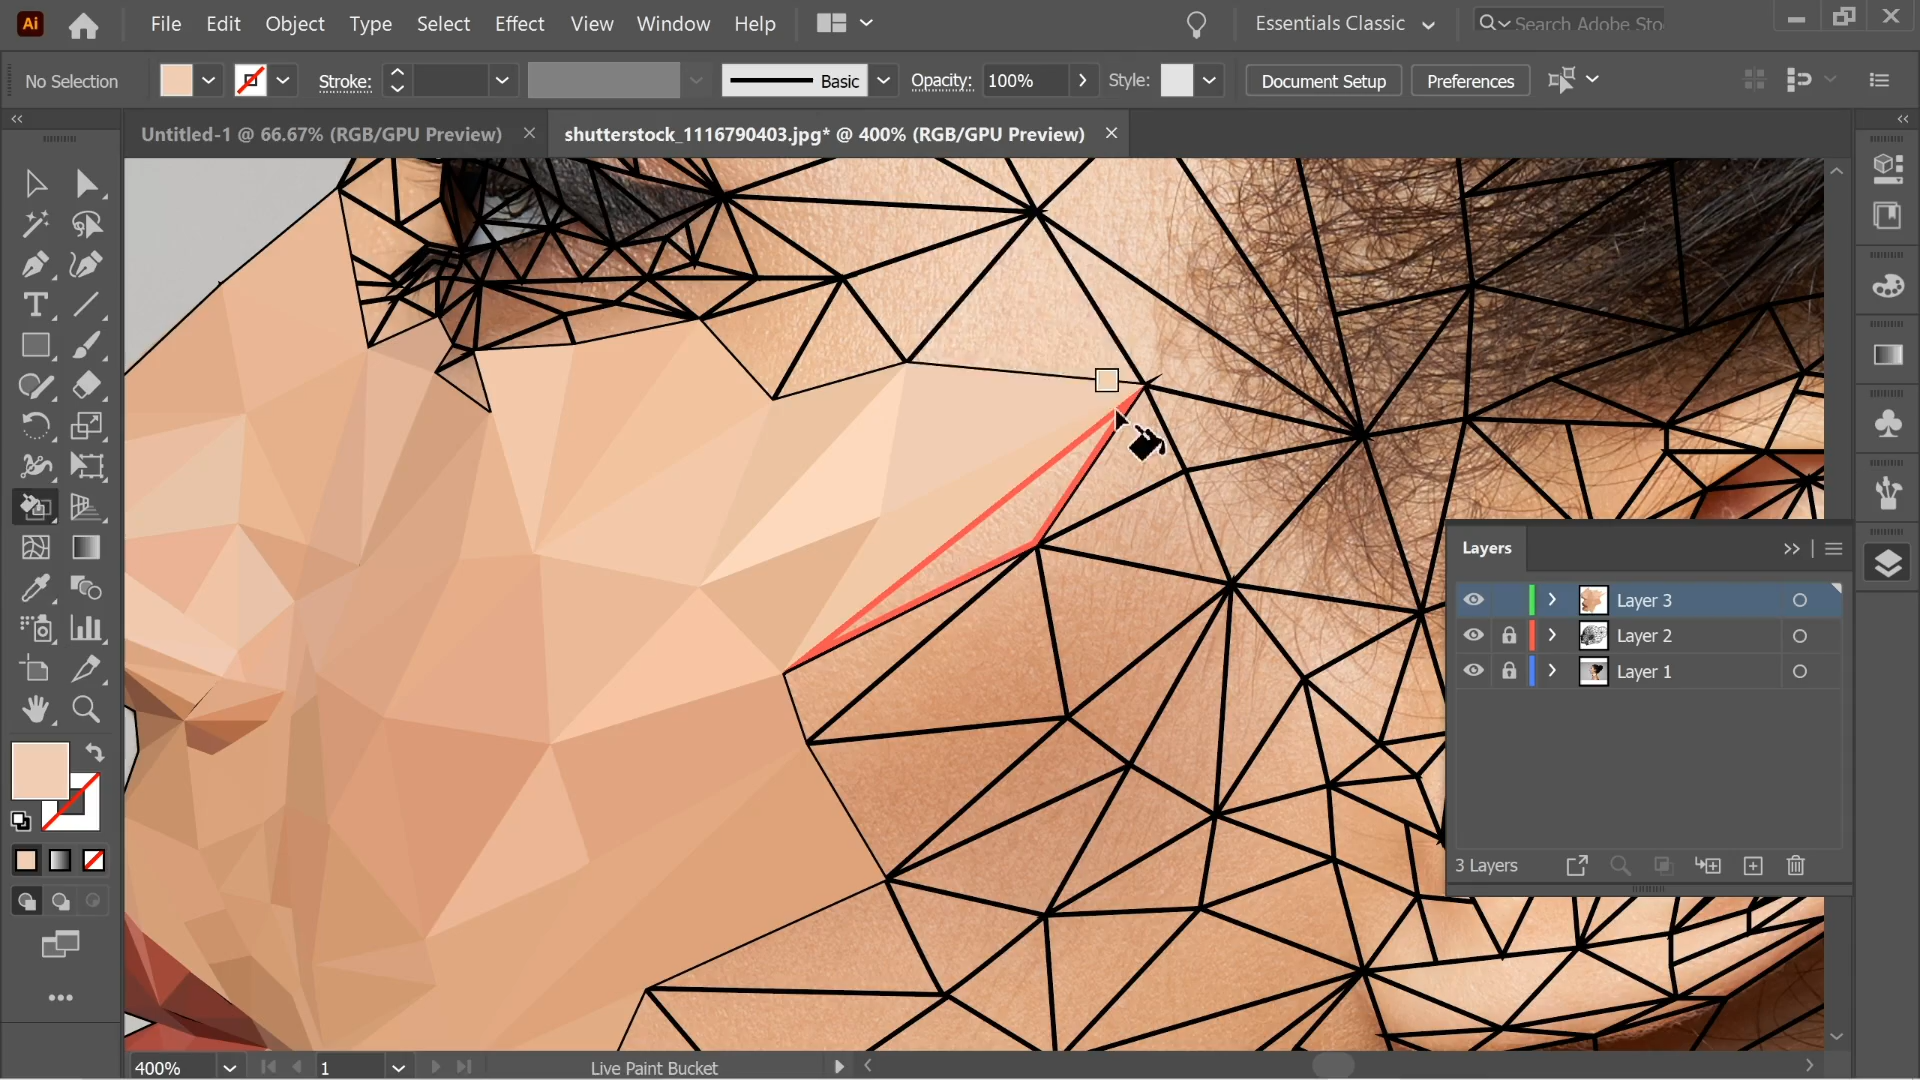 Ai File Edit Object Type Select Effect View Window Help Essentials Classic Search Adobe Sto
No Selection Stroke: Basic Opacity: 100% Style: Document Setup Preferences
Untitled-1 @ 66.67% (RGB/GPU Preview) shutterstock_1116790403.jpg* @ 400% (RGB/GPU Preview)
Layers
Layer 3
Layer 2
Layer 1
3 Layers
400% 1 Live Paint Bucket